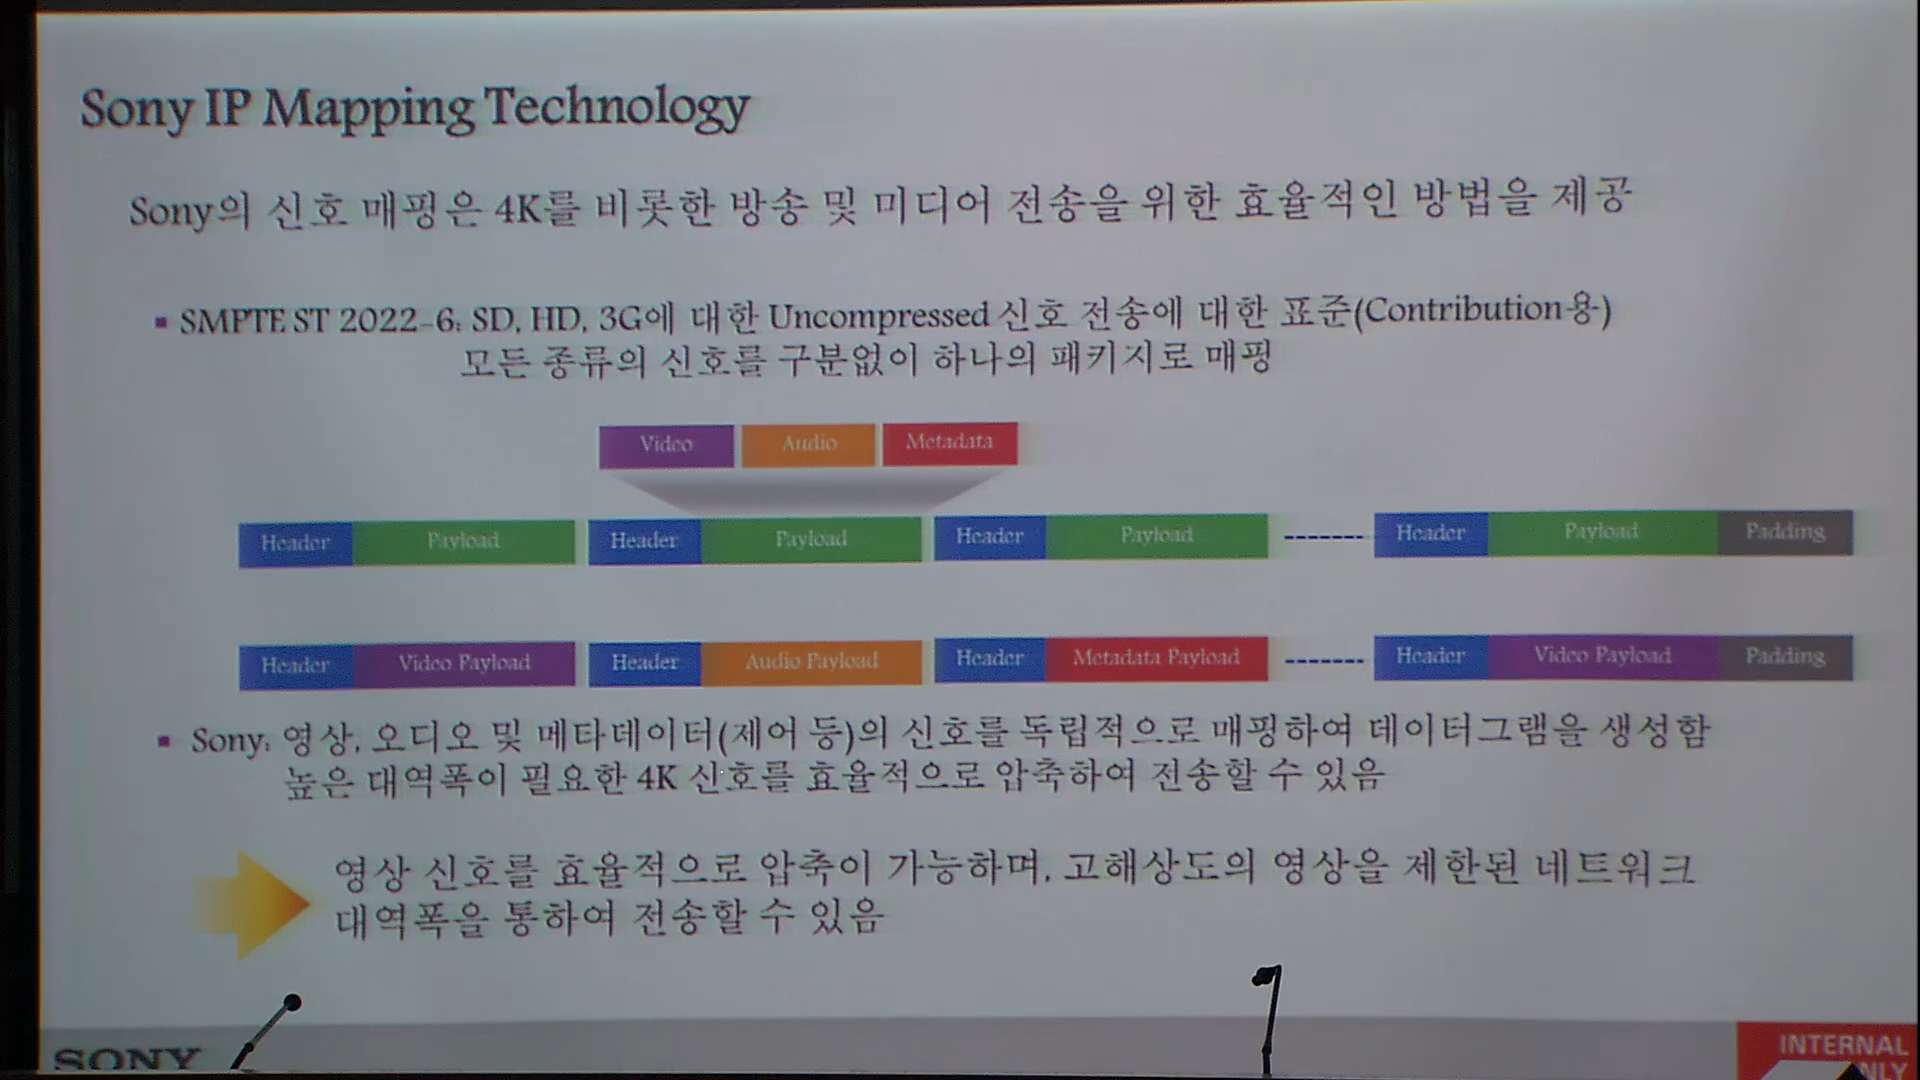 Sony IP Mapping Technology
Sony의 신호 매핑은 4K를 비롯한 방송 및 미디어 전송을 위한 효율적인 방법을 제공
▪ SMPTE ST 2022-6: SD, HD, 3G에 대한 Uncompressed 신호 전송에 대한 표준(Contribution용)
모든 종류의 신호를 구분없이 하나의 패키지로 매핑
Video Audio Metadata
Header Payload Header Payload Header Payload Header Payload Padding
Header Video Payload Header Audio Payload Header Metadata Payload Header Video Payload Padding
▪ Sony: 영상, 오디오 및 메타데이터(제어 등)의 신호를 독립적으로 매핑하여 데이터그램을 생성함
높은 대역폭이 필요한 4K 신호를 효율적으로 압축하여 전송할 수 있음
영상 신호를 효율적으로 압축이 가능하며, 고해상도의 영상을 제한된 네트워크
대역폭을 통하여 전송할 수 있음
SONY
INTERNAL